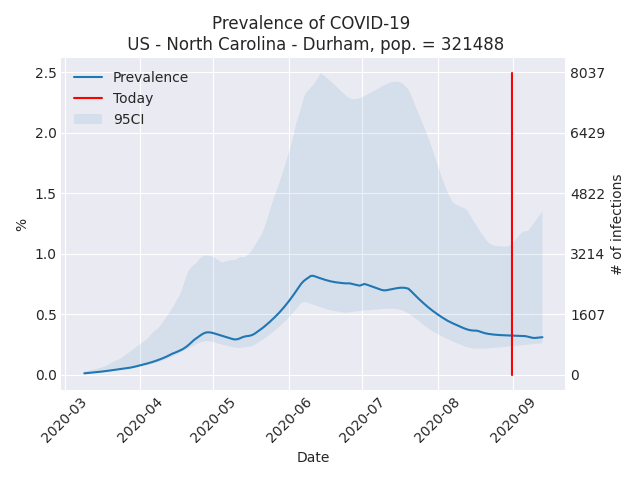 Prevalence of COVID-19
US - North Carolina - Durham, pop. = 321488
Prevalence
Today
95CI
2.5
2.0
1.5
1.0
0.5
0.0
%
8037
6429
4822
3214
1607
0
# of infections
2020-03
2020-04
2020-05
2020-06
2020-07
2020-08
2020-09
Date